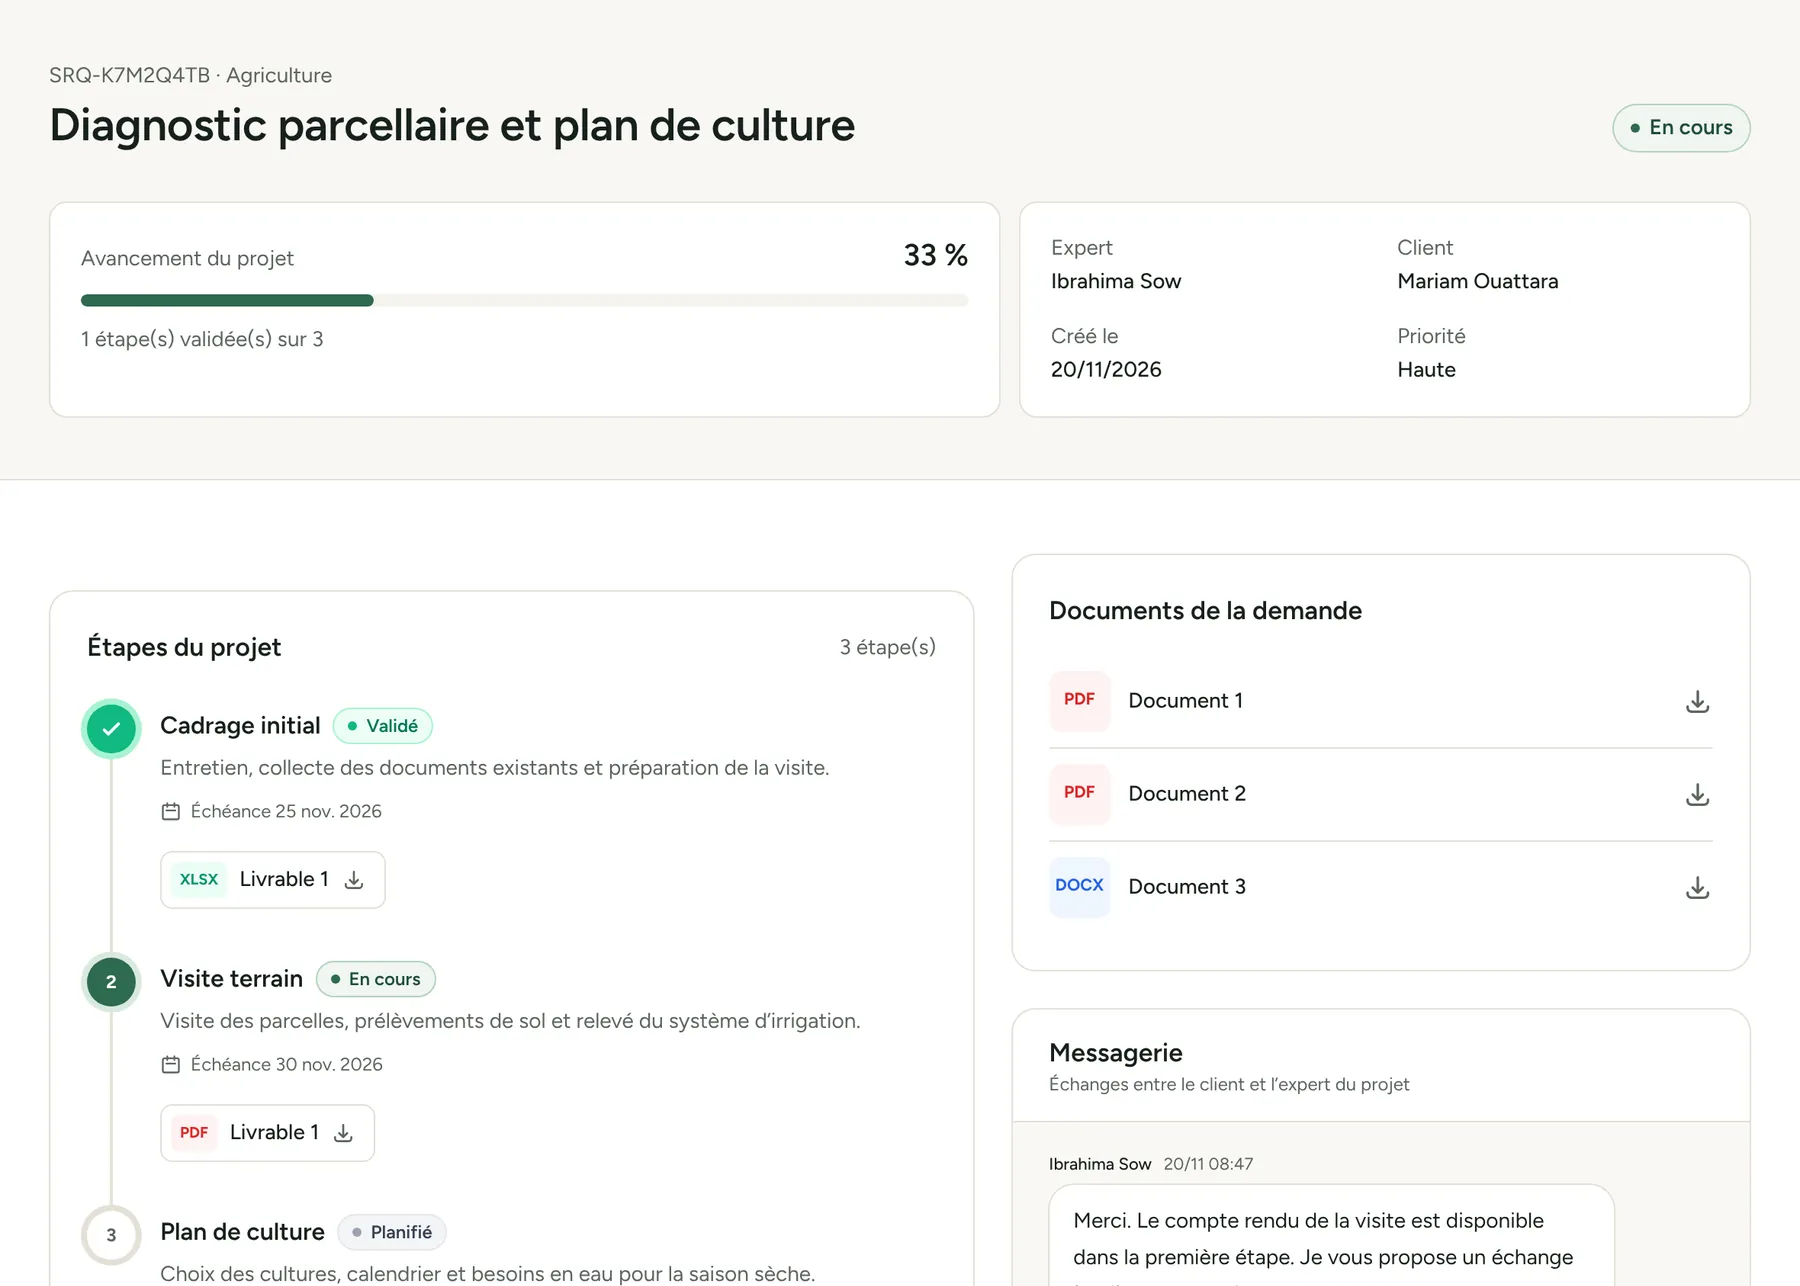 SRQ-K7M2Q4TB · Agriculture
Diagnostic parcellaire et plan de culture
En cours
Avancement du projet
33 %
1 étape(s) validée(s) sur 3
Expert
Ibrahima Sow
Client
Mariam Ouattara
Créé le
20/11/2026
Priorité
Haute
Étapes du projet
3 étape(s)
Cadrage initial
Validé
Entretien, collecte des documents existants et préparation de la visite.
Échéance 25 nov. 2026
XLSX Livrable 1
2
Visite terrain
En cours
Visite des parcelles, prélèvements de sol et relevé du système d’irrigation.
Échéance 30 nov. 2026
PDF Livrable 1
3
Plan de culture
Planifié
Choix des cultures, calendrier et besoins en eau pour la saison sèche.
Documents de la demande
PDF Document 1
PDF Document 2
DOCX Document 3
Messagerie
Échanges entre le client et l’expert du projet
Ibrahima Sow 20/11 08:47
Merci. Le compte rendu de la visite est disponible
dans la première étape. Je vous propose un échange